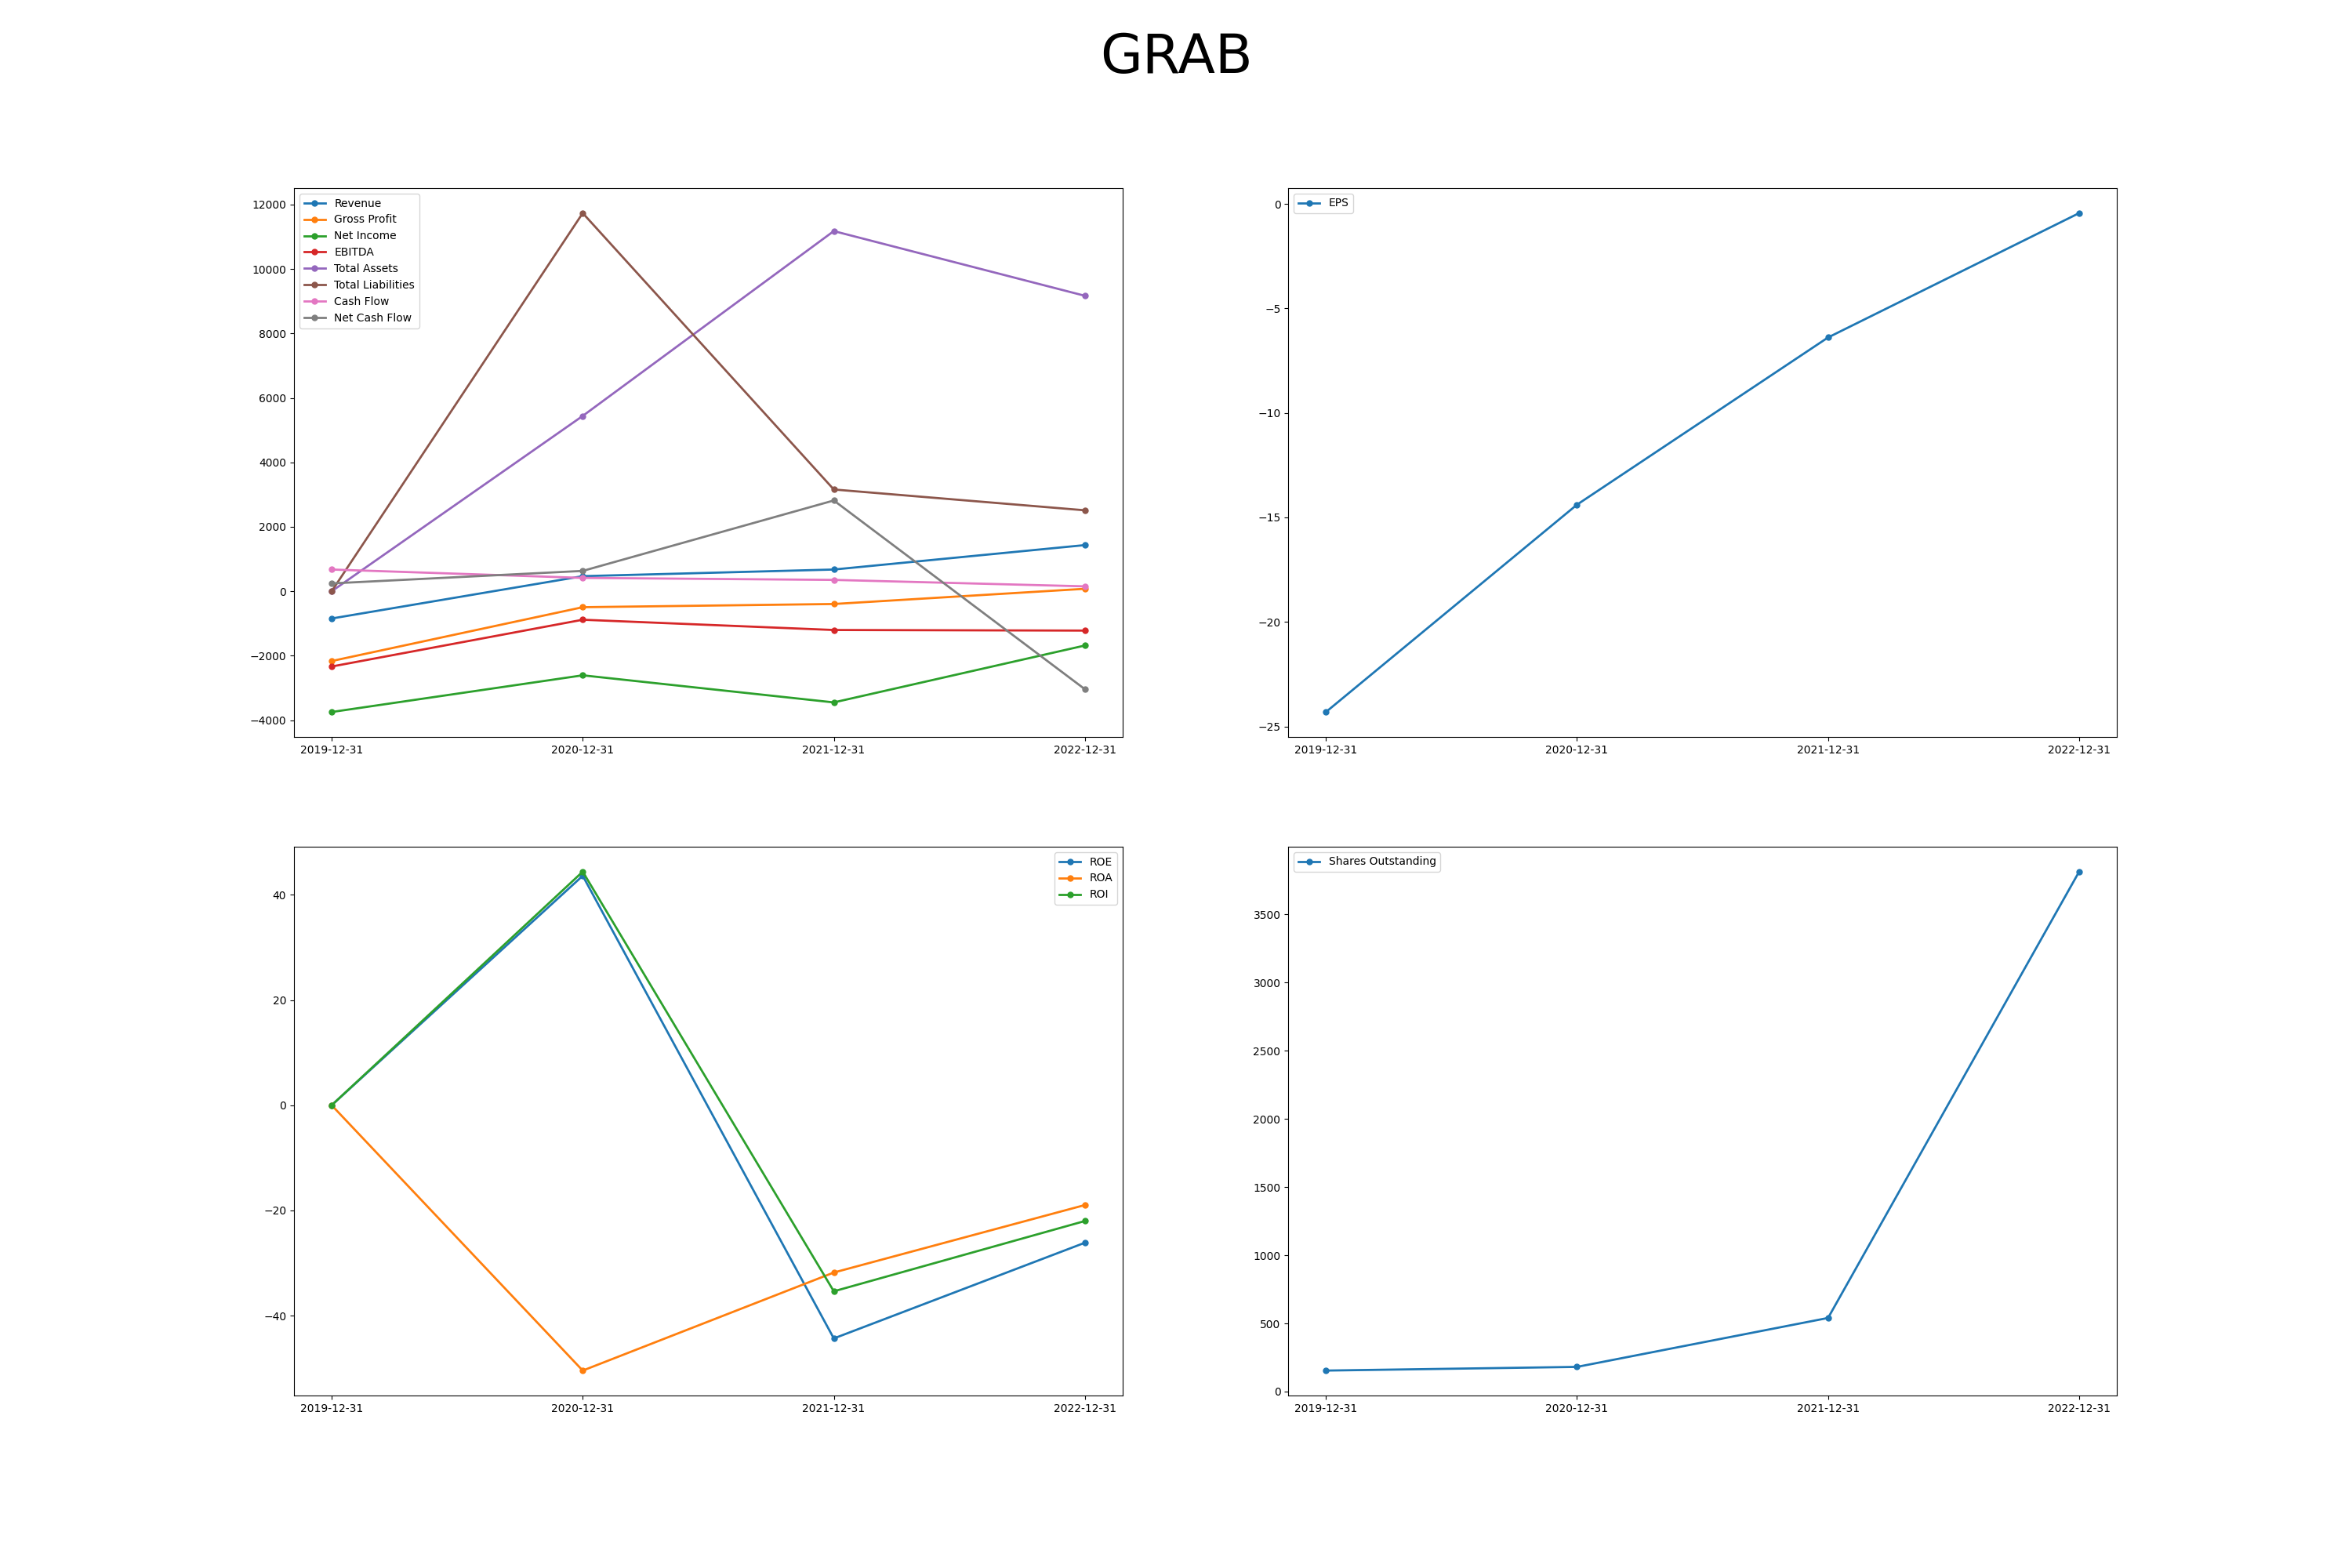 GRAB
12000
10000
8000
6000
4000
2000
0
−2000
−4000
Revenue
Gross Profit
Net Income
EBITDA
Total Assets
Total Liabilities
Cash Flow
Net Cash Flow
2019-12-31 2020-12-31 2021-12-31 2022-12-31
0
−5
−10
−15
−20
−25
EPS
2019-12-31 2020-12-31 2021-12-31 2022-12-31
40
20
0
−20
−40
ROE
ROA
ROI
2019-12-31 2020-12-31 2021-12-31 2022-12-31
3500
3000
2500
2000
1500
1000
500
0
Shares Outstanding
2019-12-31 2020-12-31 2021-12-31 2022-12-31